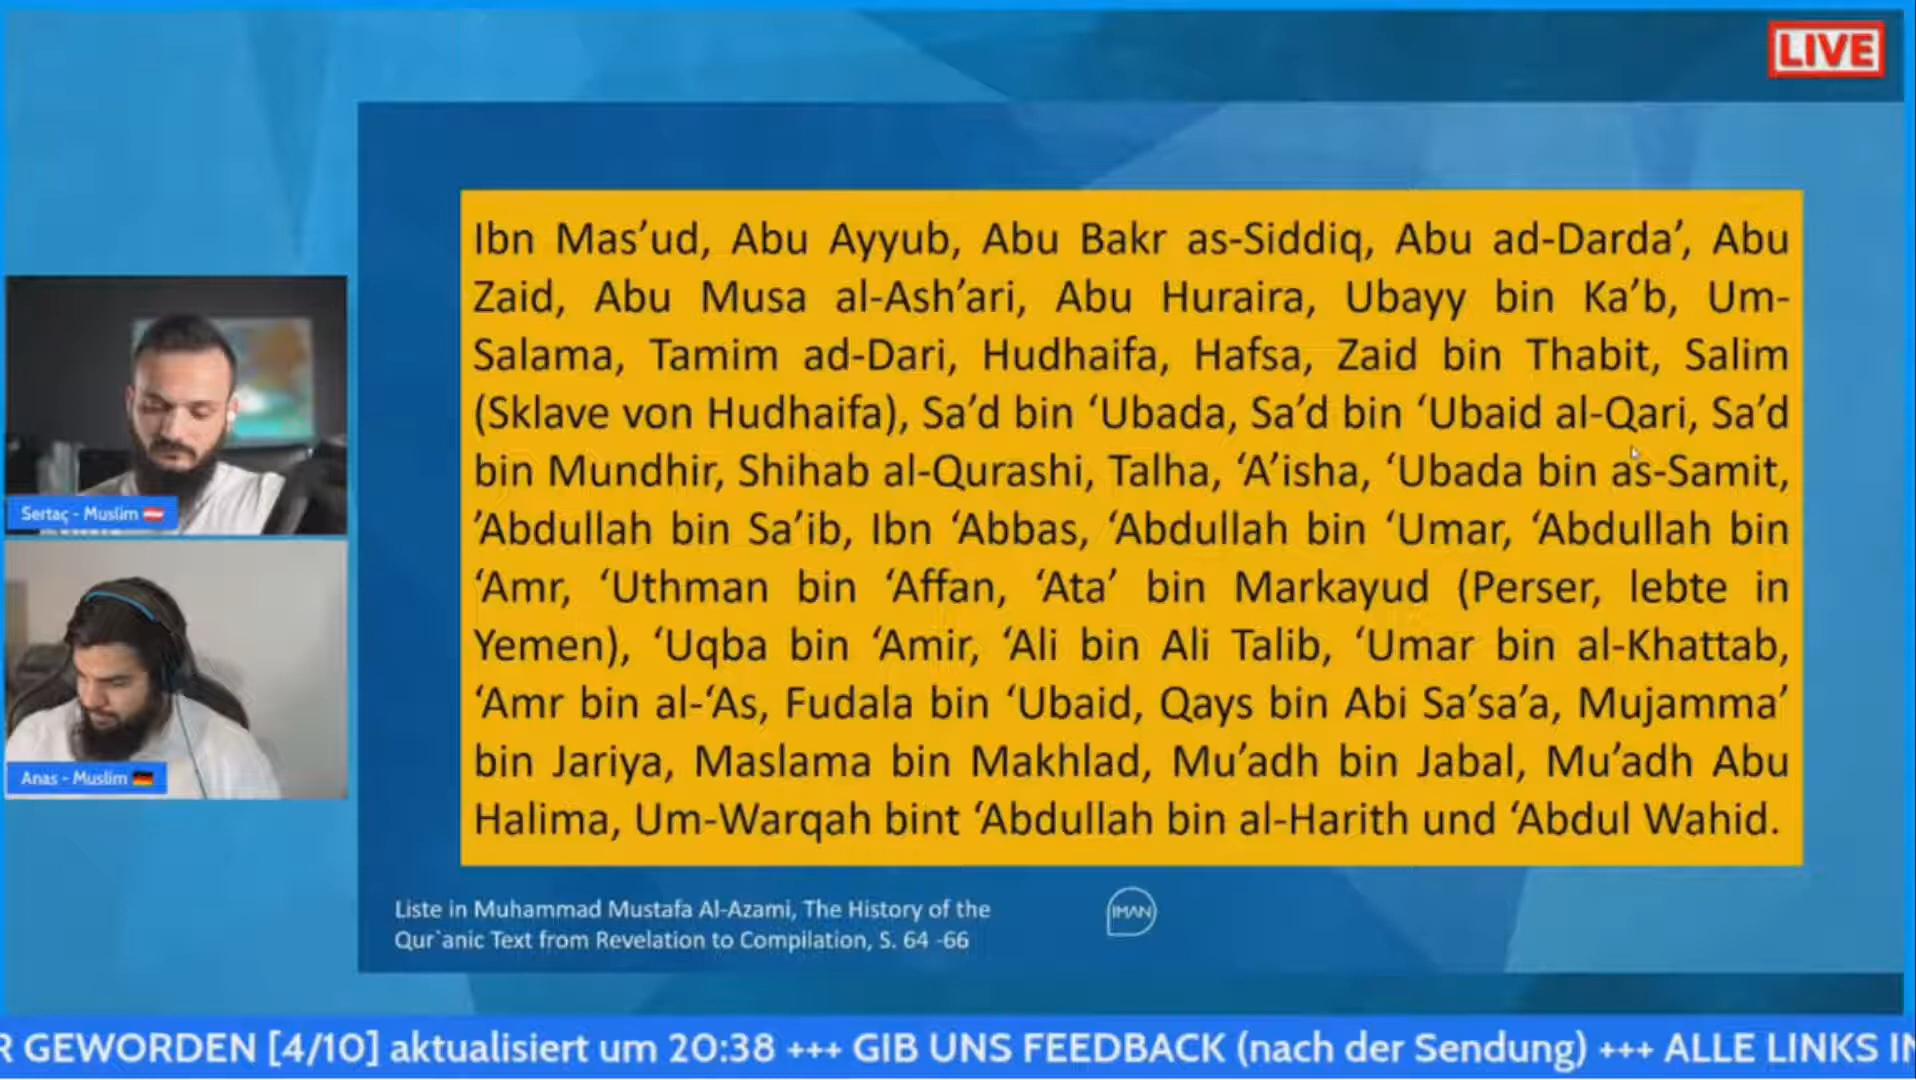 LIVE
Ibn Mas’ud, Abu Ayyub, Abu Bakr as-Siddiq, Abu ad-Darda’, Abu
Zaid, Abu Musa al-Ash’ari, Abu Huraira, Ubayy bin Ka’b, Um-
Salama, Tamim ad-Dari, Hudhaifa, Hafsa, Zaid bin Thabit, Salim
(Sklave von Hudhaifa), Sa’d bin ‘Ubada, Sa’d bin ‘Ubaid al-Qari, Sa’d
bin Mundhir, Shihab al-Qurashi, Talha, ‘A’isha, ‘Ubada bin as-Samit,
’Abdullah bin Sa’ib, Ibn ‘Abbas, ‘Abdullah bin ‘Umar, ‘Abdullah bin
‘Amr, ‘Uthman bin ‘Affan, ‘Ata’ bin Markayud (Perser, lebte in
Yemen), ‘Uqba bin ‘Amir, ‘Ali bin Ali Talib, ‘Umar bin al-Khattab,
‘Amr bin al-‘As, Fudala bin ‘Ubaid, Qays bin Abi Sa’sa’a, Mujamma’
bin Jariya, Maslama bin Makhlad, Mu’adh bin Jabal, Mu’adh Abu
Halima, Um-Warqah bint ‘Abdullah bin al-Harith und ‘Abdul Wahid.
Sertaç - Muslim
Anas - Muslim
Liste in Muhammad Mustafa Al-Azami, The History of the
Qur`anic Text from Revelation to Compilation, S. 64 -66
IMAN
R GEWORDEN [4/10] aktualisiert um 20:38 +++ GIB UNS FEEDBACK (nach der Sendung) +++ ALLE LINKS IN